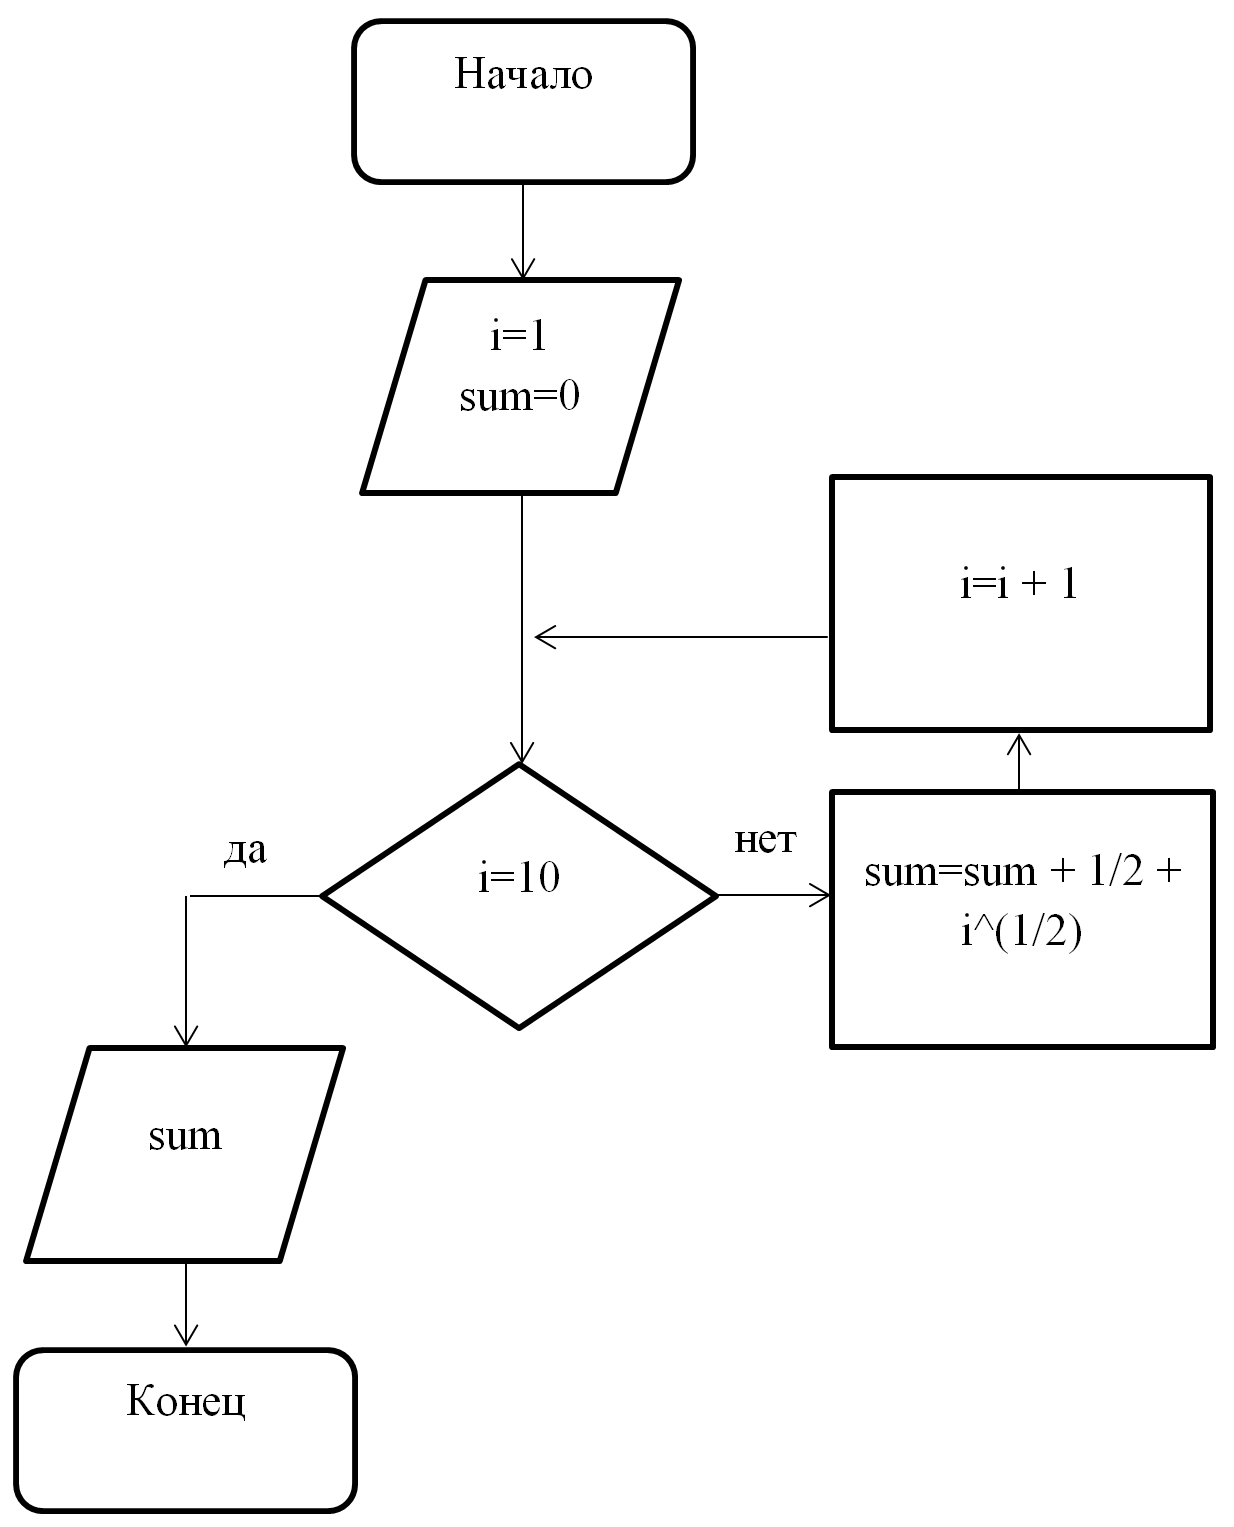 Начало
i=1
sum=0
i=i + 1
i=10
да
нет
sum=sum + 1/2 +
i^(1/2)
sum
Конец